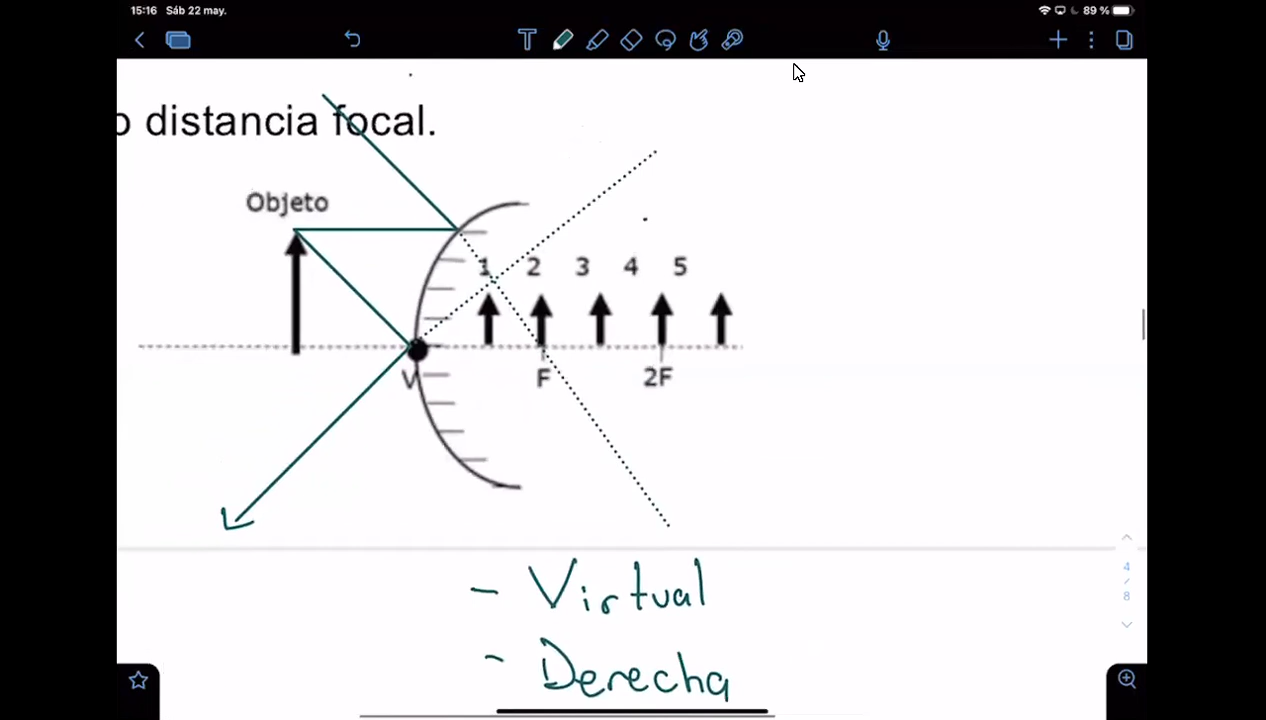 15:16 Sáb 22 may. 89 %
o distancia focal.
Objeto
1 2 3 4 5
V F 2F
4
/
8
- Virtual
- Derecha